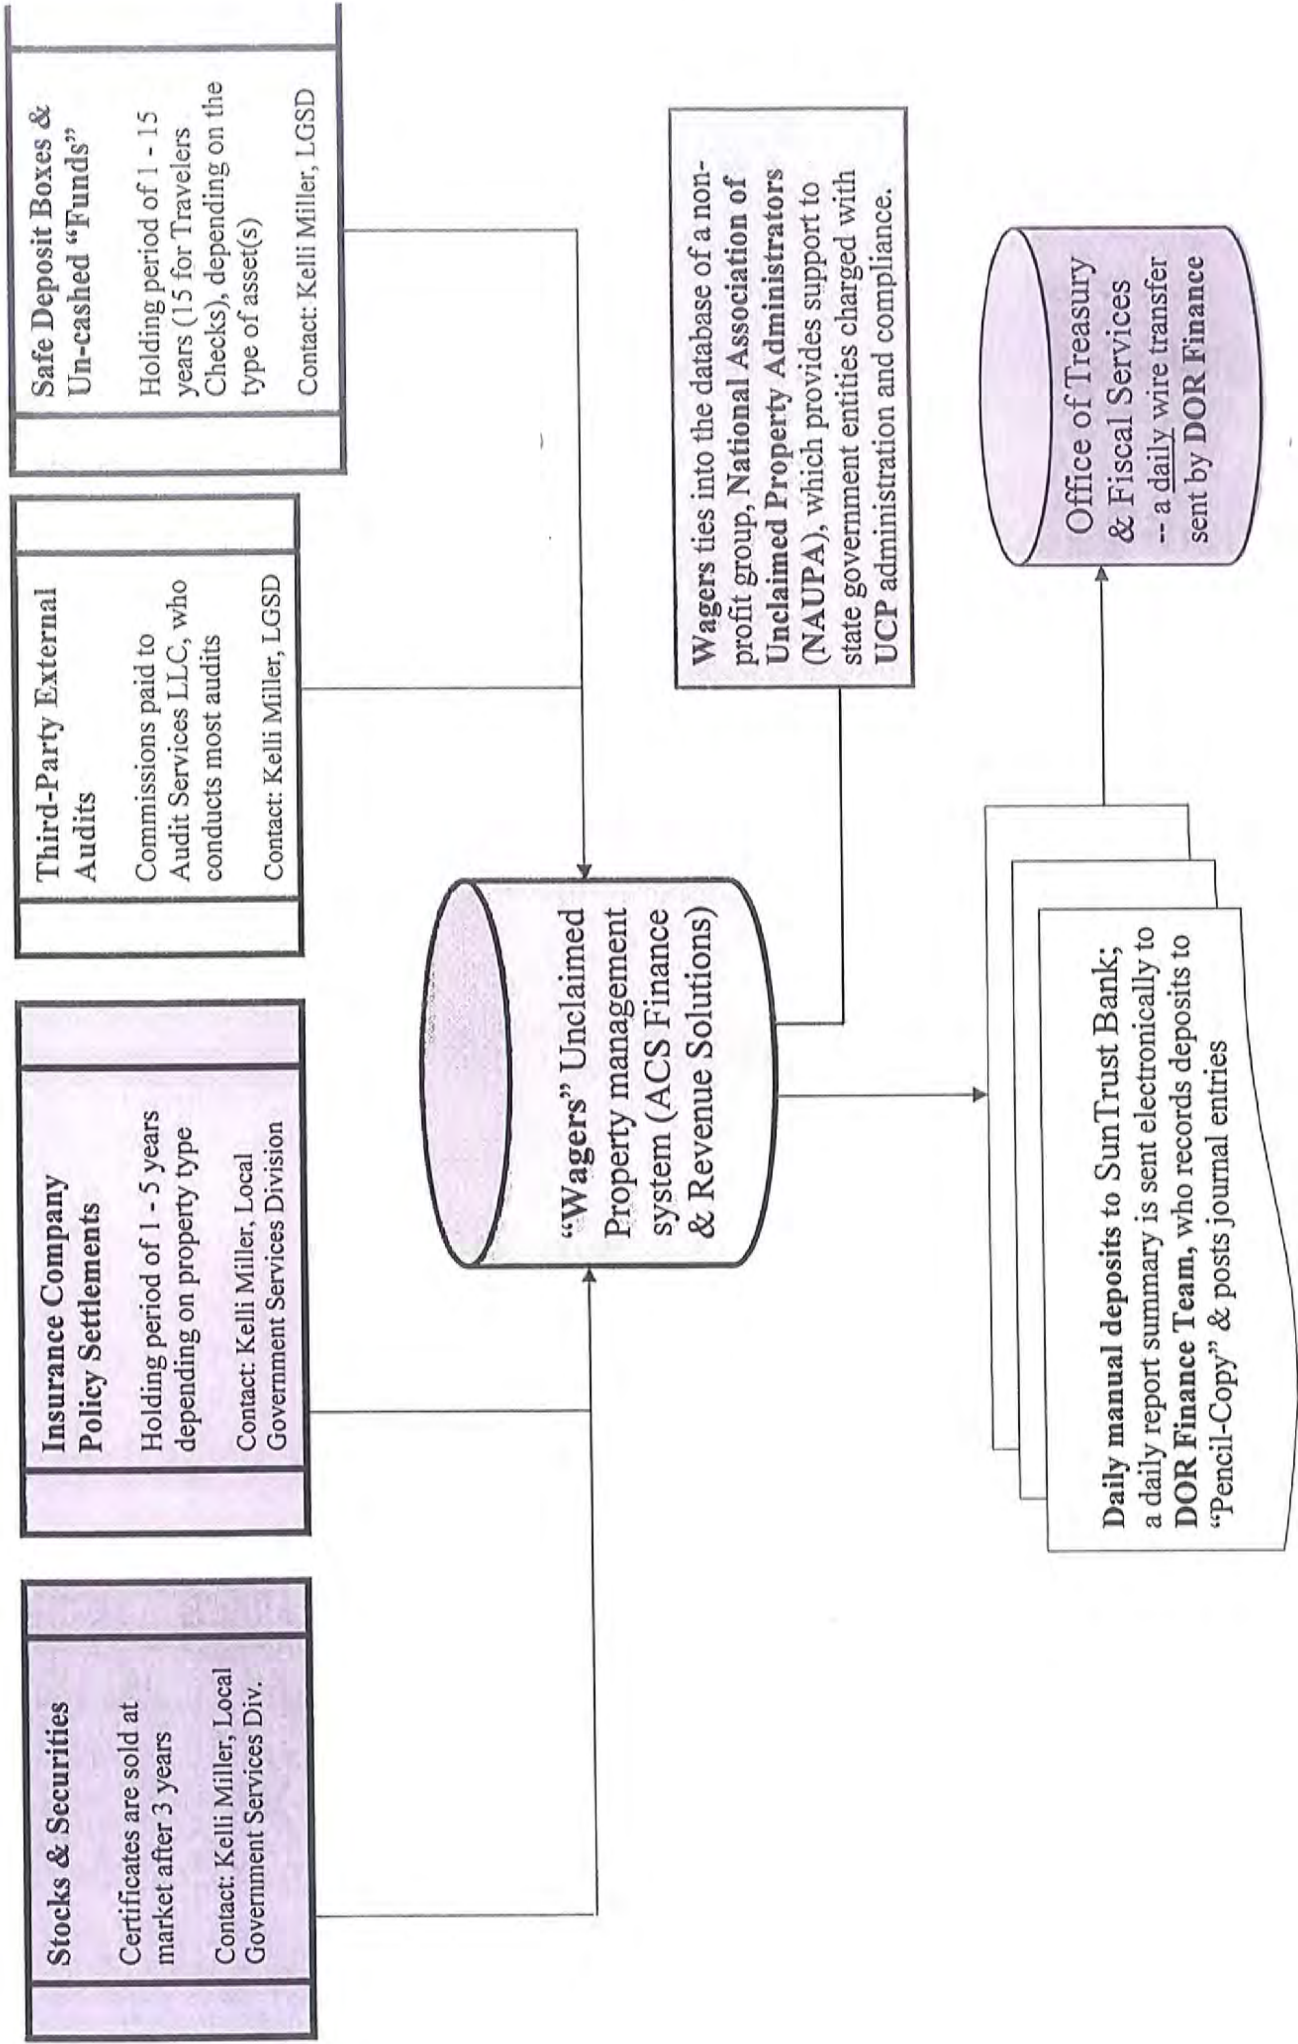 Stocks & Securities
Certificates are sold at
market after 3 years
Contact: Kelli Miller, Local
Government Services Div.
Insurance Company
Policy Settlements
Holding period of 1 - 5 years
depending on property type
Contact: Kelli Miller, Local
Government Services Division
Third-Party External
Audits
Commissions paid to
Audit Services LLC, who
conducts most audits
Contact: Kelli Miller, LGSD
Safe Deposit Boxes &
Un-cashed “Funds”
Holding period of 1 - 15
years (15 for Travelers
Checks), depending on the
type of asset(s)
Contact: Kelli Miller, LGSD
“Wagers” Unclaimed
Property management
system (ACS Finance
& Revenue Solutions)
Wagers ties into the database of a non-
profit group, National Association of
Unclaimed Property Administrators
(NAUPA), which provides support to
state government entities charged with
UCP administration and compliance.
Daily manual deposits to SunTrust Bank;
a daily report summary is sent electronically to
DOR Finance Team, who records deposits to
“Pencil-Copy” & posts journal entries
Office of Treasury
& Fiscal Services
-- a daily wire transfer
sent by DOR Finance